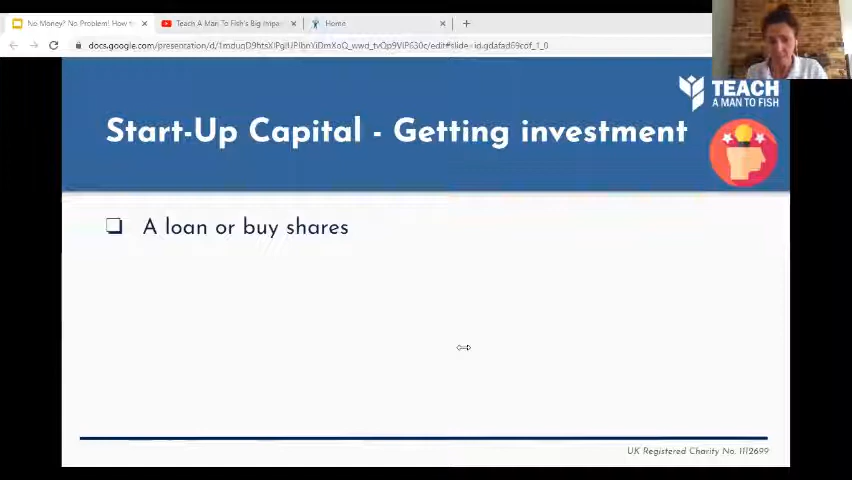 No Money? No Problem! How t
Teach A Man To Fish's Big Impa
Home
TEACH
A MAN TO FISH
Start-Up Capital - Getting investment
A loan or buy shares
UK Registered Charity No. 1112699